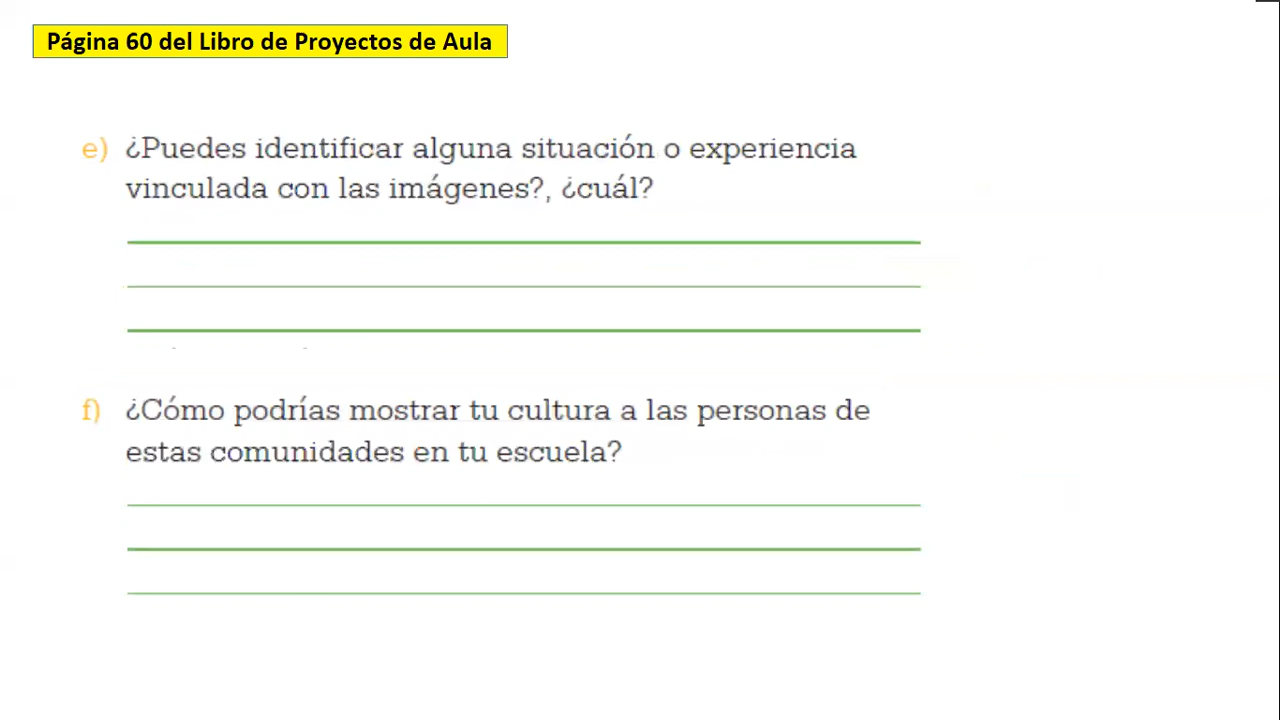 Página 60 del Libro de Proyectos de Aula
e) ¿Puedes identificar alguna situación o experiencia
vinculada con las imágenes?, ¿cuál?
f) ¿Cómo podrías mostrar tu cultura a las personas de
estas comunidades en tu escuela?